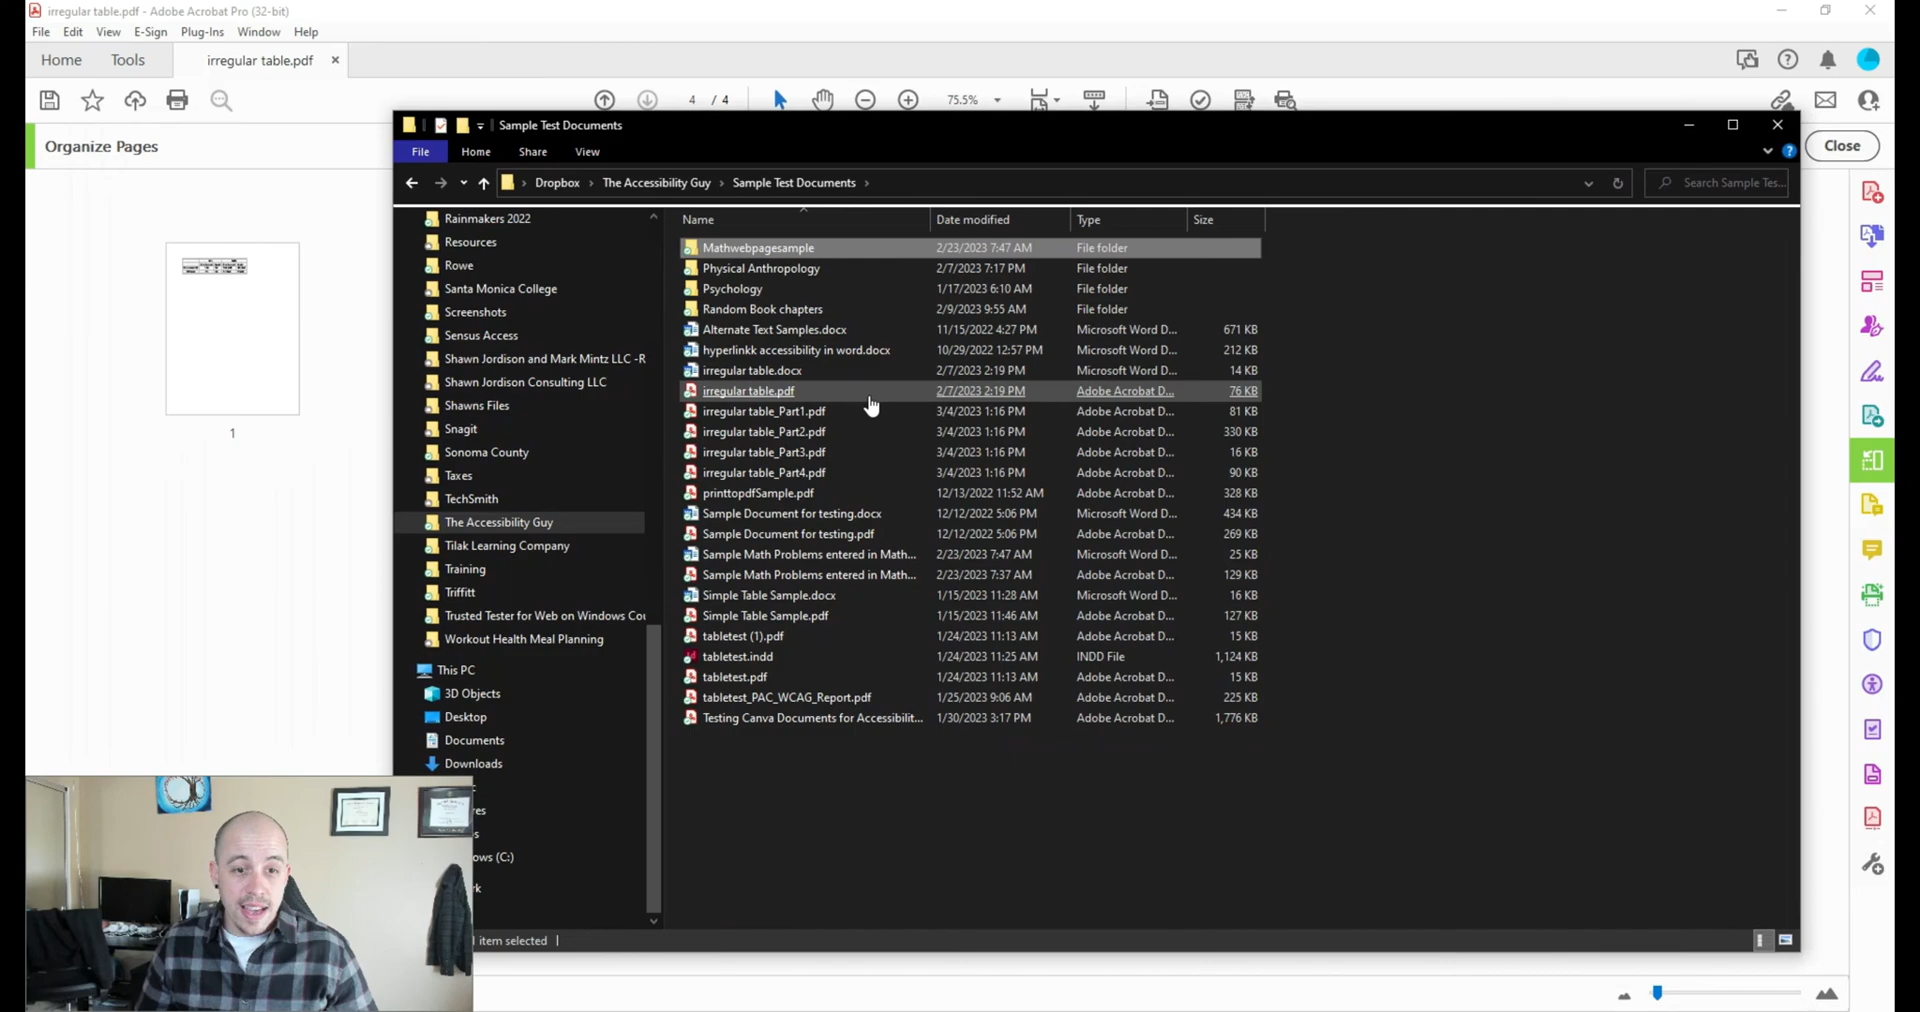 irregular table.pdf - Adobe Acrobat Pro (32-bit)
File Edit View E-Sign Plug-Ins Window Help
Home Tools irregular table.pdf
4 / 4 75.5%
Organize Pages
Close
1
Sample Test Documents
File Home Share View
Dropbox The Accessibility Guy Sample Test Documents
Search Sample Tes...
Rainmakers 2022
Resources
Rowe
Santa Monica College
Screenshots
Sensus Access
Shawn Jordison and Mark Mintz LLC -R
Shawn Jordison Consulting LLC
Shawns Files
Snagit
Sonoma County
Taxes
TechSmith
The Accessibility Guy
Tilak Learning Company
Training
Triffitt
Trusted Tester for Web on Windows Cou
Workout Health Meal Planning
This PC
3D Objects
Desktop
Documents
Downloads
res
s
ows (C:)
rk
item selected
Name Date modified Type Size
Mathwebpagesample 2/23/2023 7:47 AM File folder
Physical Anthropology 2/7/2023 7:17 PM File folder
Psychology 1/17/2023 6:10 AM File folder
Random Book chapters 2/9/2023 9:55 AM File folder
Alternate Text Samples.docx 11/15/2022 4:27 PM Microsoft Word D... 671 KB
hyperlinkk accessibility in word.docx 10/29/2022 12:57 PM Microsoft Word D... 212 KB
irregular table.docx 2/7/2023 2:19 PM Microsoft Word D... 14 KB
irregular table.pdf 2/7/2023 2:19 PM Adobe Acrobat D... 76 KB
irregular table_Part1.pdf 3/4/2023 1:16 PM Adobe Acrobat D... 81 KB
irregular table_Part2.pdf 3/4/2023 1:16 PM Adobe Acrobat D... 330 KB
irregular table_Part3.pdf 3/4/2023 1:16 PM Adobe Acrobat D... 16 KB
irregular table_Part4.pdf 3/4/2023 1:16 PM Adobe Acrobat D... 90 KB
printtopdfSample.pdf 12/13/2022 11:52 AM Adobe Acrobat D... 328 KB
Sample Document for testing.docx 12/12/2022 5:06 PM Microsoft Word D... 434 KB
Sample Document for testing.pdf 12/12/2022 5:06 PM Adobe Acrobat D... 269 KB
Sample Math Problems entered in Math... 2/23/2023 7:47 AM Microsoft Word D... 25 KB
Sample Math Problems entered in Math... 2/23/2023 7:37 AM Adobe Acrobat D... 129 KB
Simple Table Sample.docx 1/15/2023 11:28 AM Microsoft Word D... 16 KB
Simple Table Sample.pdf 1/15/2023 11:46 AM Adobe Acrobat D... 127 KB
tabletest (1).pdf 1/24/2023 11:13 AM Adobe Acrobat D... 15 KB
tabletest.indd 1/24/2023 11:25 AM INDD File 1,124 KB
tabletest.pdf 1/24/2023 11:13 AM Adobe Acrobat D... 15 KB
tabletest_PAC_WCAG_Report.pdf 1/25/2023 9:06 AM Adobe Acrobat D... 225 KB
Testing Canva Documents for Accessibilit... 1/30/2023 3:17 PM Adobe Acrobat D... 1,776 KB